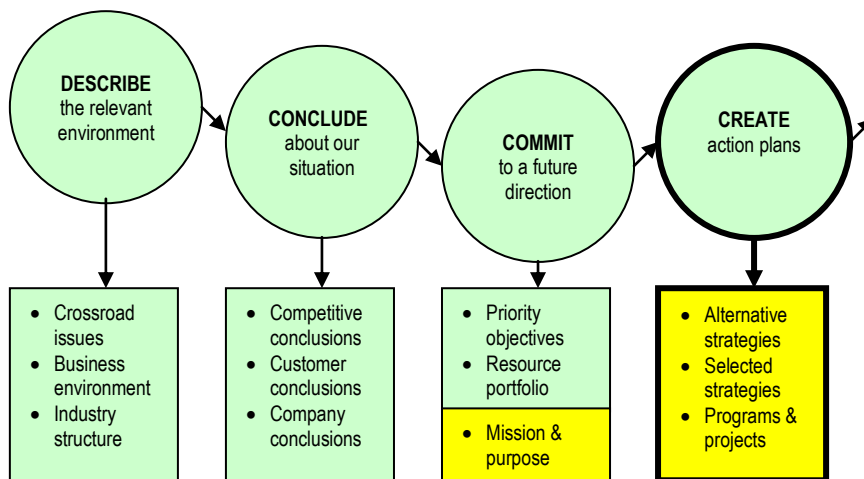 DESCRIBE
the relevant
environment
CONCLUDE
about our
situation
COMMIT
to a future
direction
CREATE
action plans
• Crossroad
issues
• Business
environment
• Industry
structure
• Competitive
conclusions
• Customer
conclusions
• Company
conclusions
• Priority
objectives
• Resource
portfolio
• Mission &
purpose
• Alternative
strategies
• Selected
strategies
• Programs &
projects